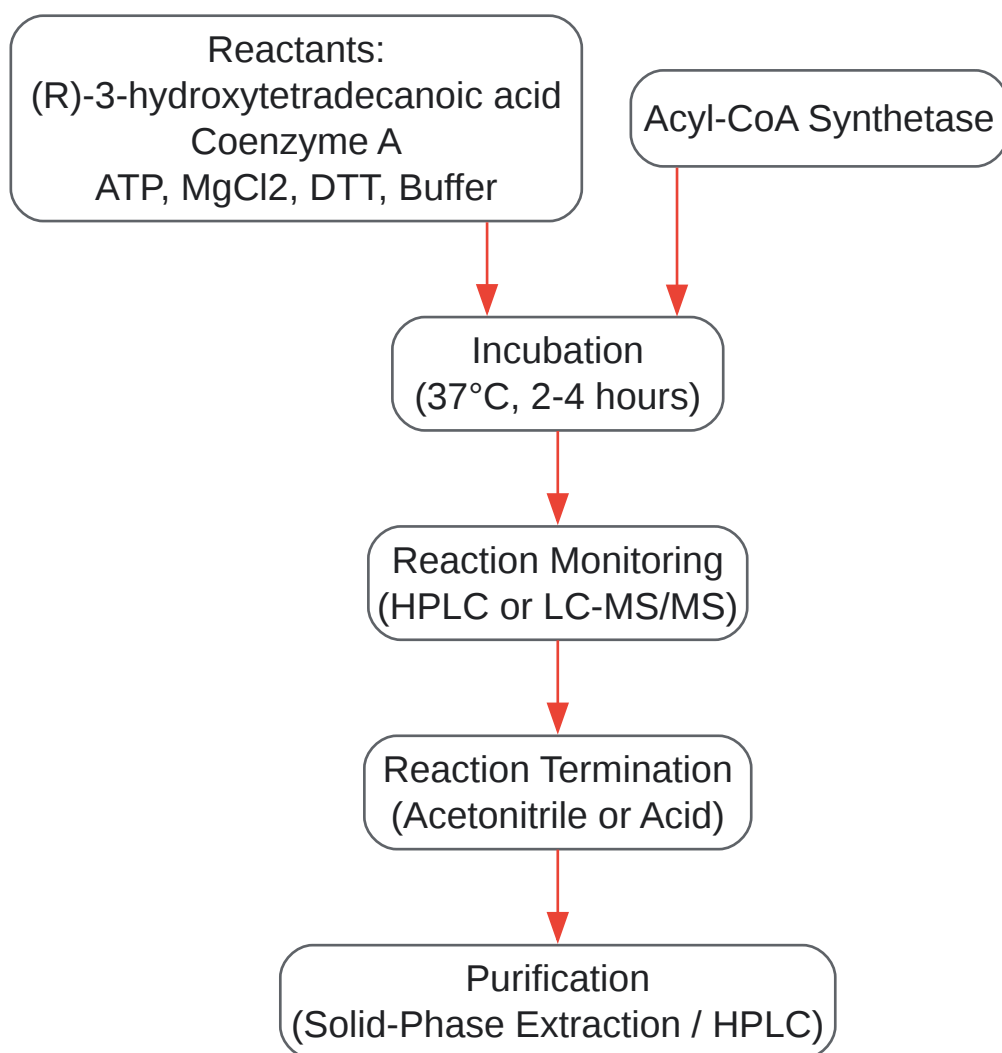 Reactants:
(R)-3-hydroxytetradecanoic acid
Coenzyme A
ATP, MgCl2, DTT, Buffer
Acyl-CoA Synthetase
Incubation
(37°C, 2-4 hours)
Reaction Monitoring
(HPLC or LC-MS/MS)
Reaction Termination
(Acetonitrile or Acid)
Purification
(Solid-Phase Extraction / HPLC)